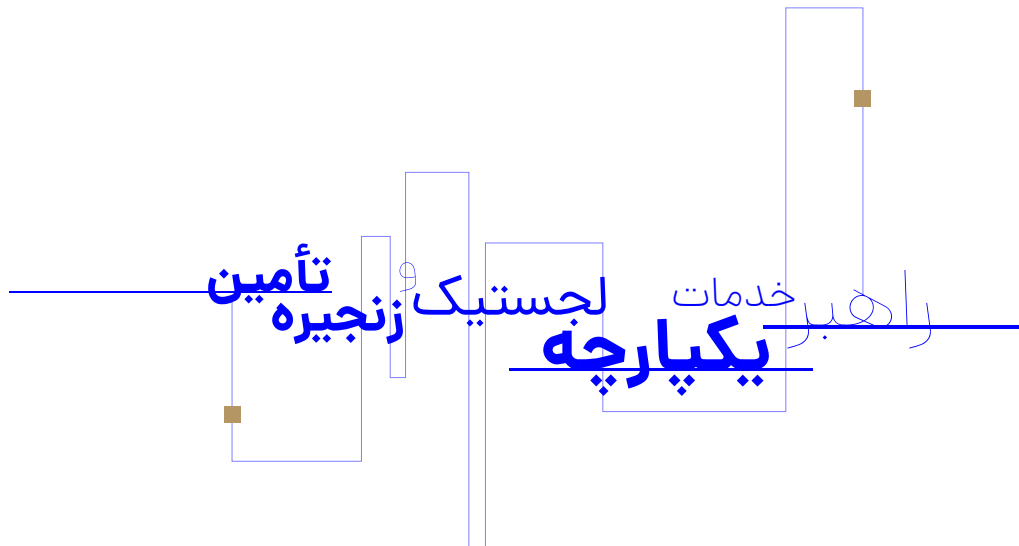 راهبر
خدمات
یکپارچه
لجستیک
و
زنجیره
تأمین